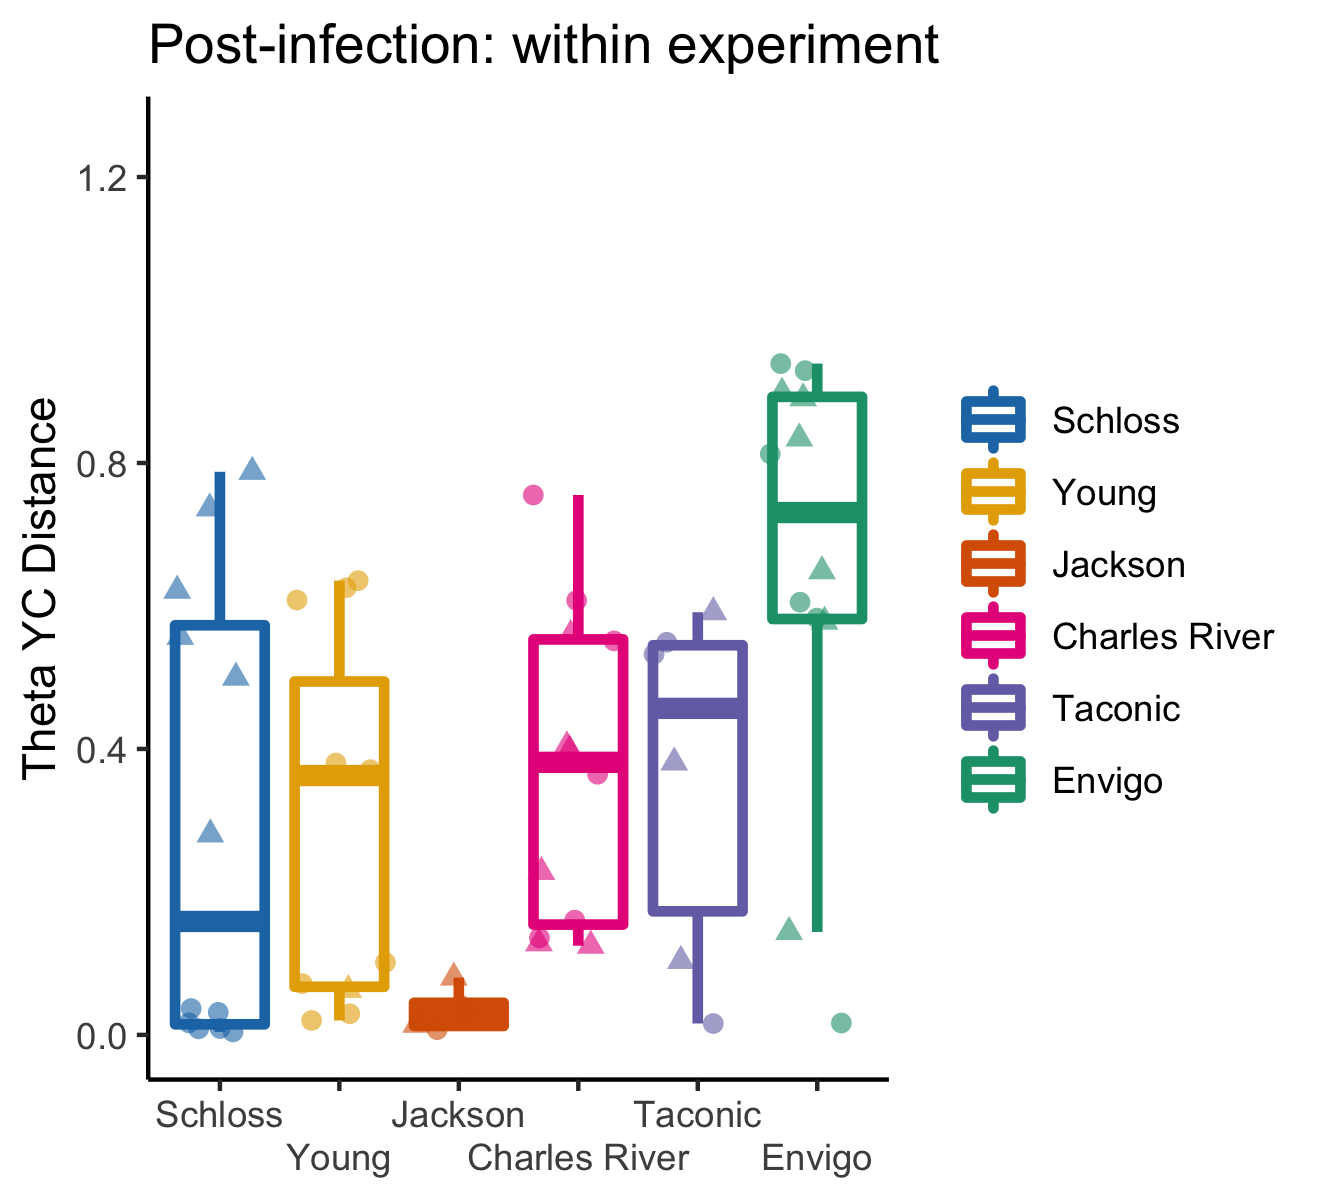 Post-infection: within experiment
Theta YC Distance
1.2
0.8
0.4
0.0
Schloss
Young
Jackson
Charles River
Taconic
Envigo
Schloss
Young
Jackson
Charles River
Taconic
Envigo